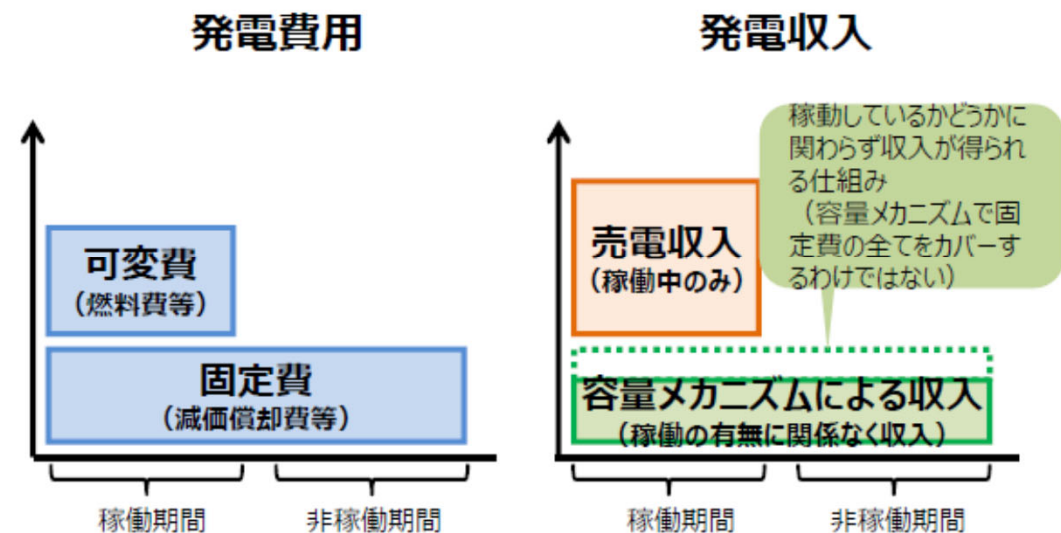 発電費用
可変費
（燃料費等）
固定費
（減価償却費等）
稼働期間
非稼働期間
発電収入
稼働しているかどうかに
関わらず収入が得られ
る仕組み
（容量メカニズムで固
定費の全てをカバーす
るわけではない）
売電収入
（稼働中のみ）
容量メカニズムによる収入
（稼働の有無に関係なく収入）
稼働期間
非稼働期間